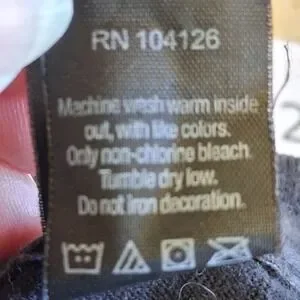 RN 104126
Machine wash warm inside
out, with like colors.
Only non-chlorine bleach.
Tumble dry low.
Do not iron decoration.